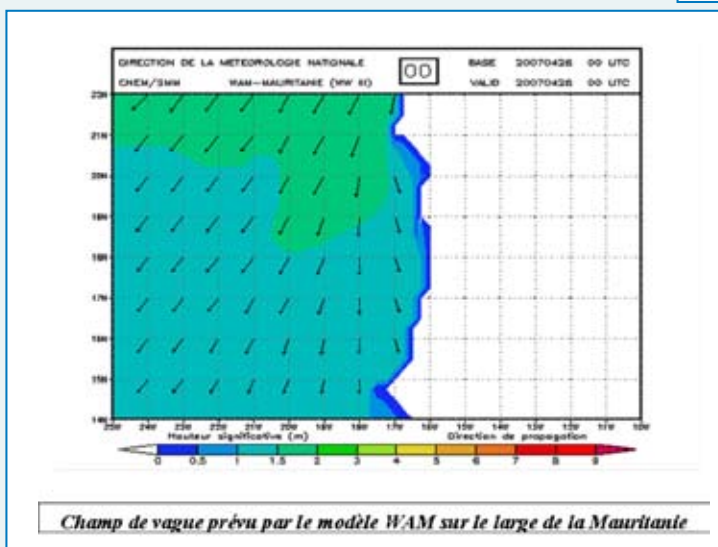 DIRECTION DE LA METEOROLOGIE NATIONALE 00 BASE 20070426 00 UTC
CNEM/SMM WAM-MAURITANIE (MW III) VALID 20070426 00 UTC
22N
21N
20N
19N
18N
17N
16N
15N
14N
25W 24W 23W 22W 21W 20W 19W 18W 17W 16W 15W 14W 13W 12W 11W 10W
Hauteur significative (m) Direction de propagation
0 0.5 1 1.5 2 3 4 5 6 7 8 9
Champ de vague prévu par le modèle WAM sur le large de la Mauritanie